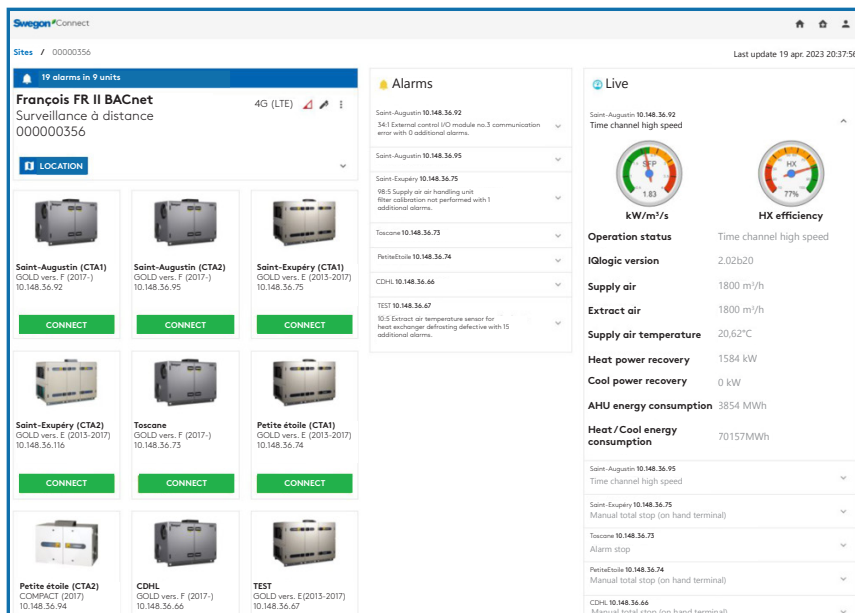 Swegon Connect
Sites / 00000356
Last update 19 apr. 2023 20:37:56
19 alarms in 9 units
François FR II BACnet
Surveillance à distance
000000356
4G (LTE)
LOCATION
Saint-Augustin (CTA1)
GOLD vers. F (2017-)
10.148.36.92
CONNECT
Saint-Augustin (CTA2)
GOLD vers. F (2017-)
10.148.36.95
CONNECT
Saint-Exupéry (CTA1)
GOLD vers. E (2013-2017)
10.148.36.75
CONNECT
Saint-Exupéry (CTA2)
GOLD vers. E (2013-2017)
10.148.36.116
CONNECT
Toscane
GOLD vers. F (2017-)
10.148.36.73
CONNECT
Petite étoile (CTA1)
GOLD vers. E (2013-2017)
10.148.36.74
CONNECT
Petite étoile (CTA2)
COMPACT (2017)
10.148.36.94
CDHL
GOLD vers. F (2017-)
10.148.36.66
TEST
GOLD vers. E(2013-2017)
10.148.36.67
Alarms
Saint-Augustin 10.148.36.92
34:1 External control I/O module no.3 communication
error with 0 additional alarms.
Saint-Augustin 10.148.36.95
Saint-Exupéry 10.148.36.75
98:5 Supply air air handling unit
filter calibration not performed with 1
additional alarms.
Toscane 10.148.36.73
PetiteEtoile 10.148.36.74
CDHL 10.148.36.66
TEST 10.148.36.67
10:5 Extract air temperature sensor for
heat exchanger defrosting defective with 15
additional alarms.
Live
Saint-Augustin 10.148.36.92
Time channel high speed
SFP
1.83
kW/m³/s
HX
77%
HX efficiency
Operation status Time channel high speed
IQlogic version 2.02b20
Supply air 1800 m³/h
Extract air 1800 m³/h
Supply air temperature 20,62°C
Heat power recovery 1584 kW
Cool power recovery 0 kW
AHU energy consumption 3854 MWh
Heat/Cool energy
consumption 70157MWh
Saint-Augustin 10.148.36.95
Time channel high speed
Saint-Exupéry 10.148.36.75
Manual total stop (on hand terminal)
Toscane 10.148.36.73
Alarm stop
PetiteEtoile 10.148.36.74
Manual total stop (on hand terminal)
CDHL 10.148.36.66
Manual total stop (on hand terminal)